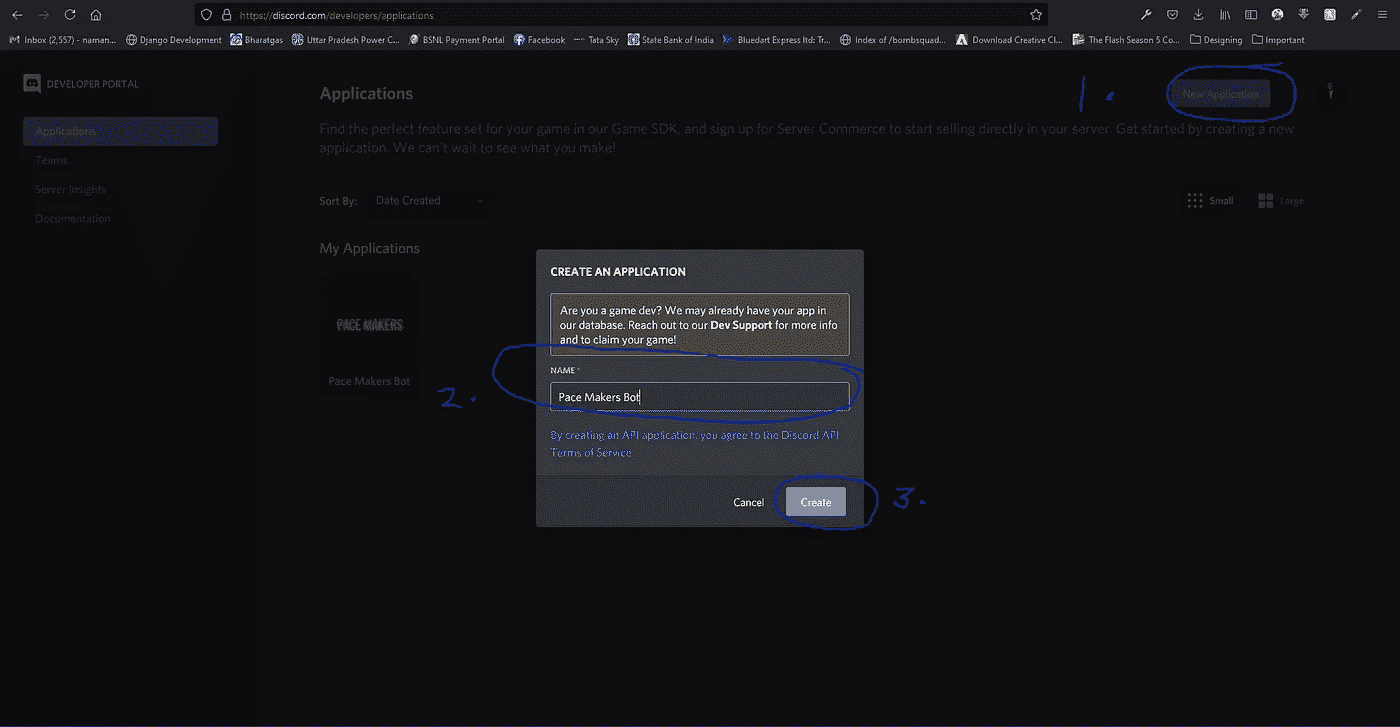 https://discord.com/developers/applications
Inbox (2,557) - naman... Django Development Bharatgas Uttar Pradesh Power C... BSNL Payment Portal Facebook Tata Sky State Bank of India Bluedart Express ltd: Tr... Index of /bombsquad... Download Creative Cl... The Flash Season 5 Co... Designing Important
DEVELOPER PORTAL
Applications
Teams
Server Insights
Documentation
Applications
1. New Application
Find the perfect feature set for your game in our Game SDK, and sign up for Server Commerce to start selling directly in your server. Get started by creating a new
application. We can't wait to see what you make!
Sort By: Date Created Small Large
My Applications
PACE MAKERS
Pace Makers Bot
CREATE AN APPLICATION
Are you a game dev? We may already have your app in
our database. Reach out to our Dev Support for more info
and to claim your game!
NAME *
2. Pace Makers Bot
By creating an API application, you agree to the Discord API
Terms of Service
Cancel Create 3.